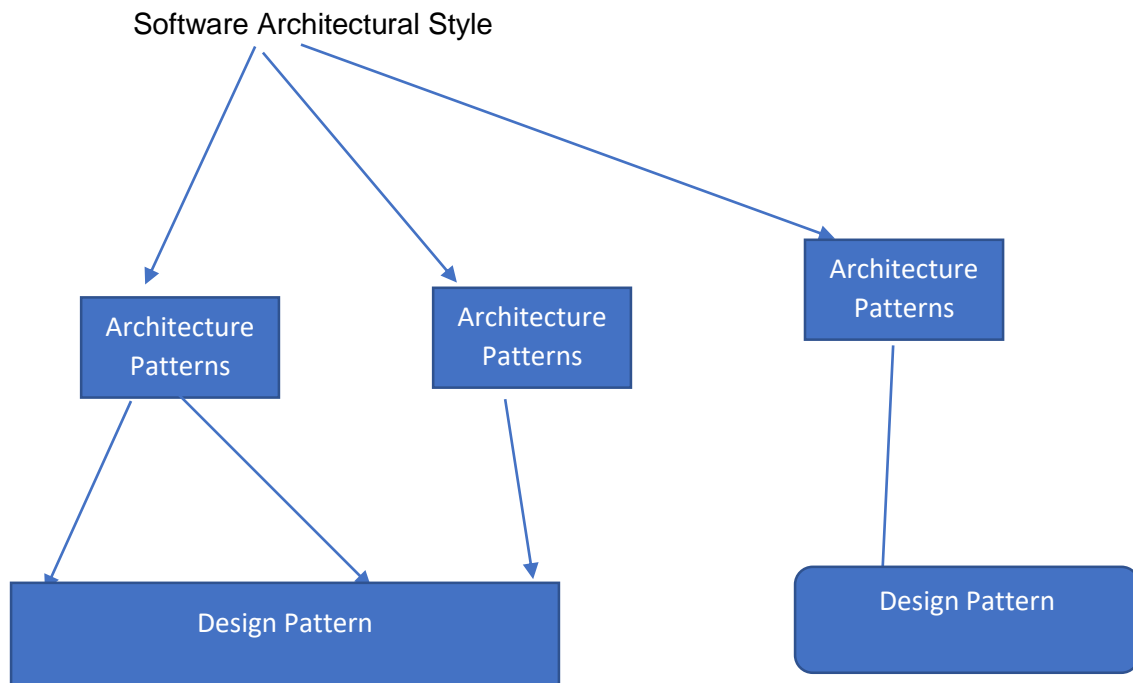 Software Architectural Style
Architecture
Patterns
Architecture
Patterns
Architecture
Patterns
Design Pattern
Design Pattern